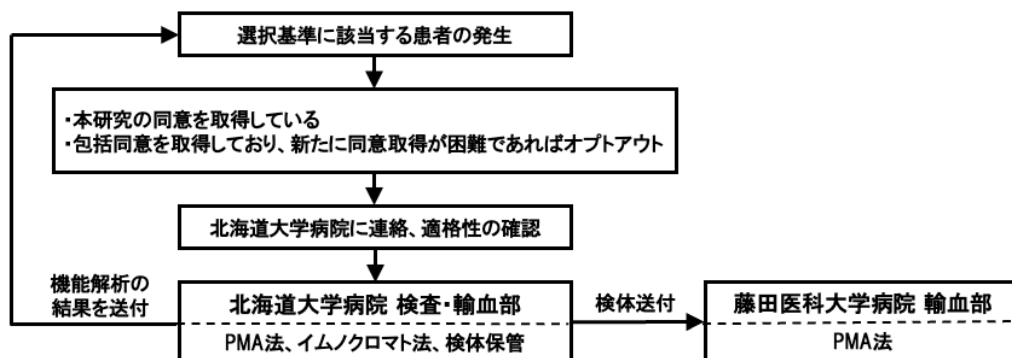 選択基準に該当する患者の発生
・本研究の同意を取得している
・包括同意を取得しており、新たに同意取得が困難であればオプトアウト
北海道大学病院に連絡、適格性の確認
機能解析の
結果を送付
北海道大学病院 検査・輸血部
PMA法、イムノクロマト法、検体保管
検体送付
藤田医科大学病院 輸血部
PMA法